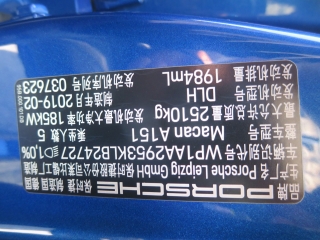 品牌 PORSCHE 保时捷 制造国 德国
生产厂名 Porsche Leipzig GmbH
车辆识别代号 WP1AA2953KLB24727
整车型号 Macan A151 乘坐人数 5
最大允许总质量 2510kg
发动机型号 DLH 发动机最大净功率 185KW
发动机排量 1984mL 制造年月 2019-02
发动机序列号 037623